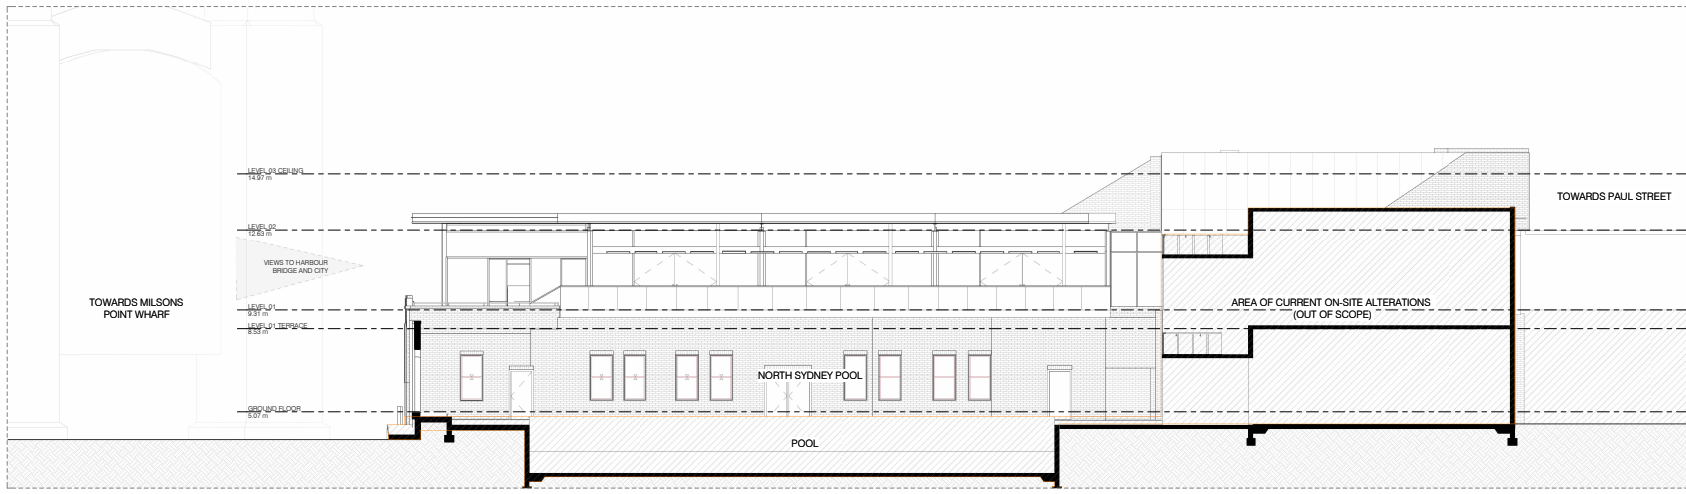 LEVEL 03 CEILING
14.97 m
TOWARDS PAUL STREET
LEVEL 02
12.63 m
VIEWS TO HARBOUR
BRIDGE AND CITY
TOWARDS MILSONS
POINT WHARF
LEVEL 01
9.31 m
AREA OF CURRENT ON-SITE ALTERATIONS
(OUT OF SCOPE)
LEVEL 01 TERRACE
8.53 m
NORTH SYDNEY POOL
GROUND FLOOR
5.07 m
POOL